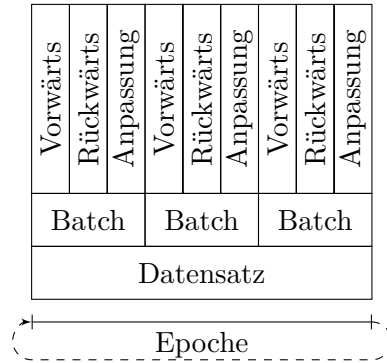 Vorwärts
Rückwärts
Anpassung
Vorwärts
Rückwärts
Anpassung
Vorwärts
Rückwärts
Anpassung
Batch
Batch
Batch
Datensatz
Epoche